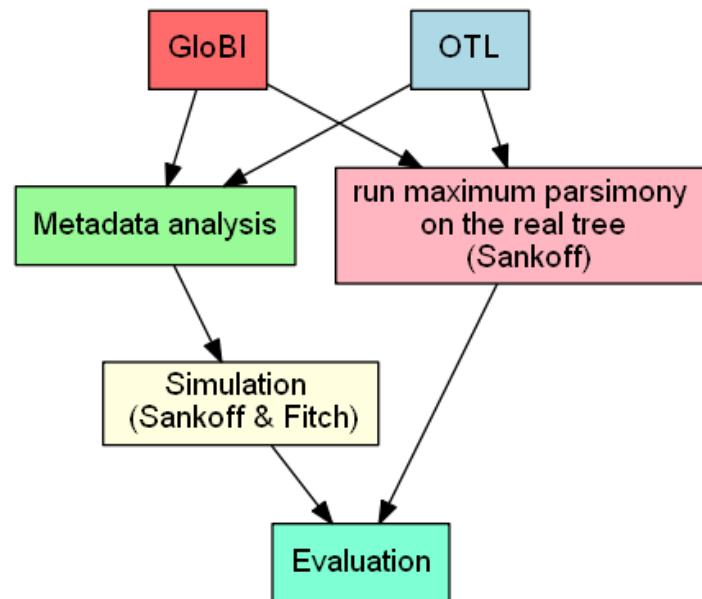 GloBI
OTL
Metadata analysis
run maximum parsimony
on the real tree
(Sankoff)
Simulation
(Sankoff & Fitch)
Evaluation